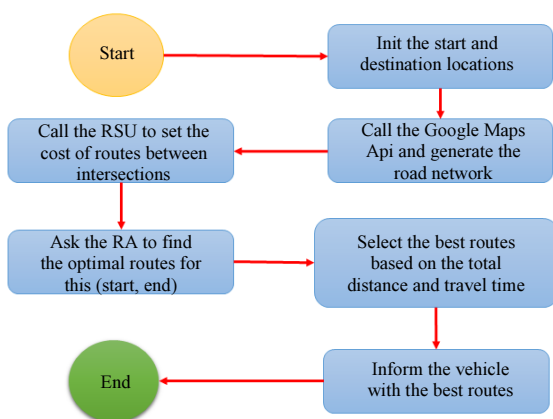 Start
Init the start and
destination locations
Call the Google Maps
Api and generate the
road network
Call the RSU to set the
cost of routes between
intersections
Ask the RA to find
the optimal routes for
this (start, end)
Select the best routes
based on the total
distance and travel time
Inform the vehicle
with the best routes
End